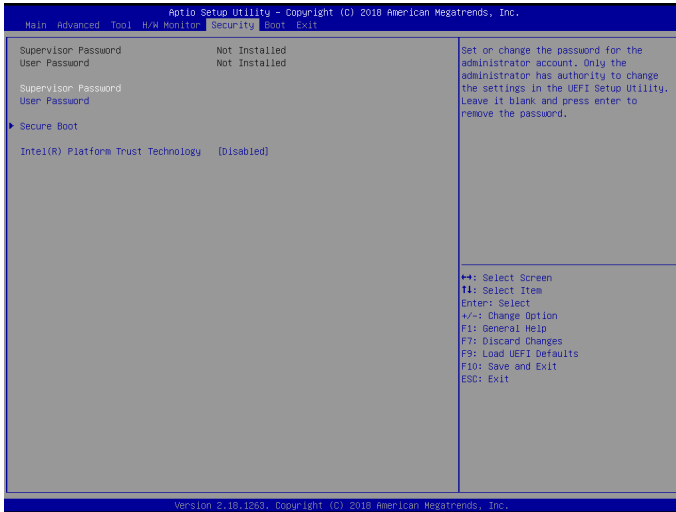 Aptio Setup Utility – Copyright (C) 2018 American Megatrends, Inc.
Main Advanced Tool H/W Monitor Security Boot Exit
Supervisor Password Not Installed
User Password Not Installed
Supervisor Password
User Password
Secure Boot
Intel(R) Platform Trust Technology [Disabled]
Set or change the password for the
administrator account. Only the
administrator has authority to change
the settings in the UEFI Setup Utility.
Leave it blank and press enter to
remove the password.
↔: Select Screen
↑↓: Select Item
Enter: Select
+/-: Change Option
F1: General Help
F7: Discard Changes
F9: Load UEFI Defaults
F10: Save and Exit
ESC: Exit
Version 2.18.1263. Copyright (C) 2018 American Megatrends, Inc.